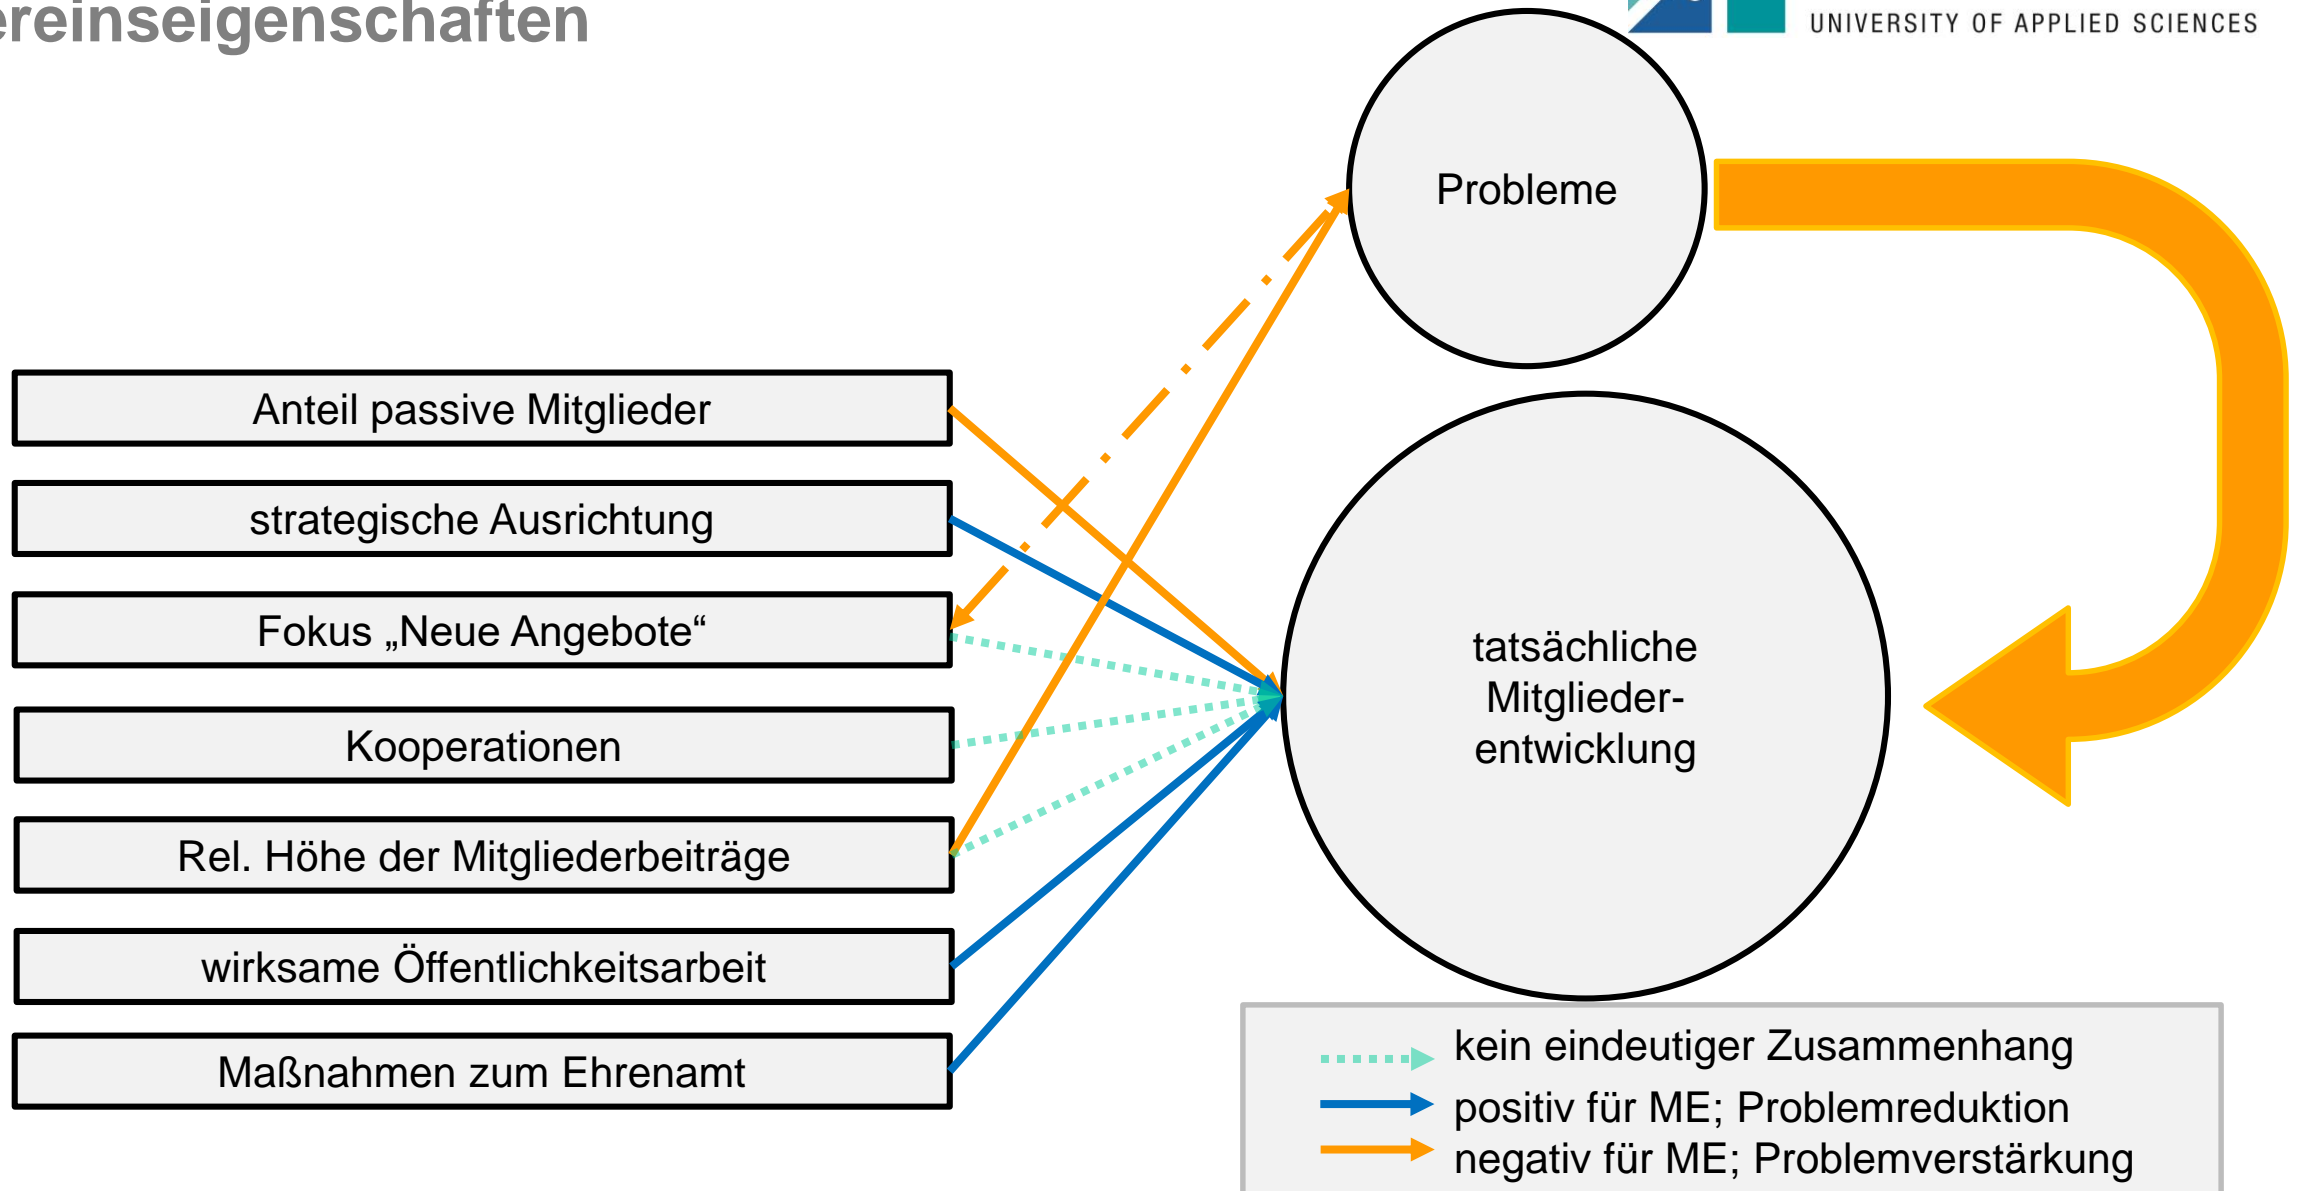 ereinseigenschaften
UNIVERSITY OF APPLIED SCIENCES
Probleme
Anteil passive Mitglieder
strategische Ausrichtung
Fokus „Neue Angebote“
Kooperationen
Rel. Höhe der Mitgliederbeiträge
wirksame Öffentlichkeitsarbeit
Maßnahmen zum Ehrenamt
tatsächliche
Mitglieder-
entwicklung
kein eindeutiger Zusammenhang
positiv für ME; Problemreduktion
negativ für ME; Problemverstärkung